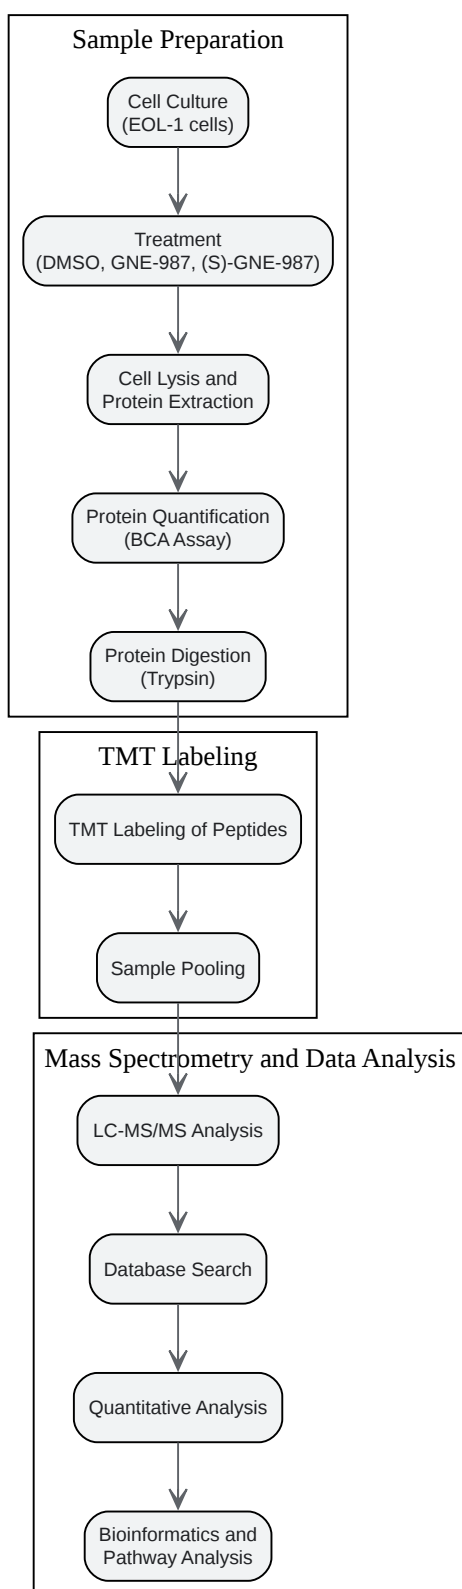 Sample Preparation
Cell Culture
(EOL-1 cells)
Treatment
(DMSO, GNE-987, (S)-GNE-987)
Cell Lysis and
Protein Extraction
Protein Quantification
(BCA Assay)
Protein Digestion
(Trypsin)
TMT Labeling
TMT Labeling of Peptides
Sample Pooling
Mass Spectrometry and Data Analysis
LC-MS/MS Analysis
Database Search
Quantitative Analysis
Bioinformatics and
Pathway Analysis